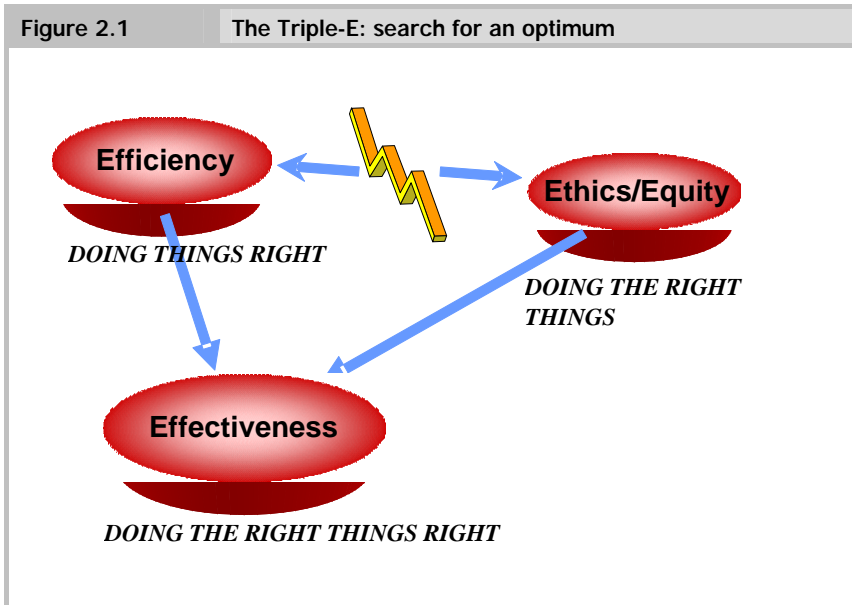 Figure 2.1 The Triple-E: search for an optimum
Efficiency
Ethics/Equity
DOING THINGS RIGHT
DOING THE RIGHT
THINGS
Effectiveness
DOING THE RIGHT THINGS RIGHT